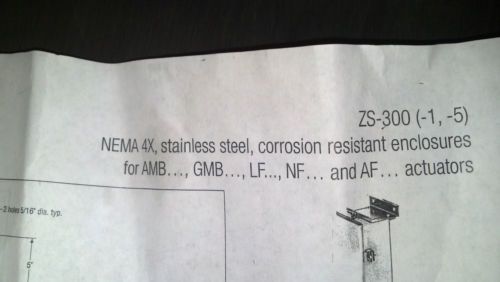 ZS-300 (-1, -5)
NEMA 4X, stainless steel, corrosion resistant enclosures
for AMB…, GMB…, LF..., NF… and AF… actuators
- 2 holes 5/16" dia. typ.
5"